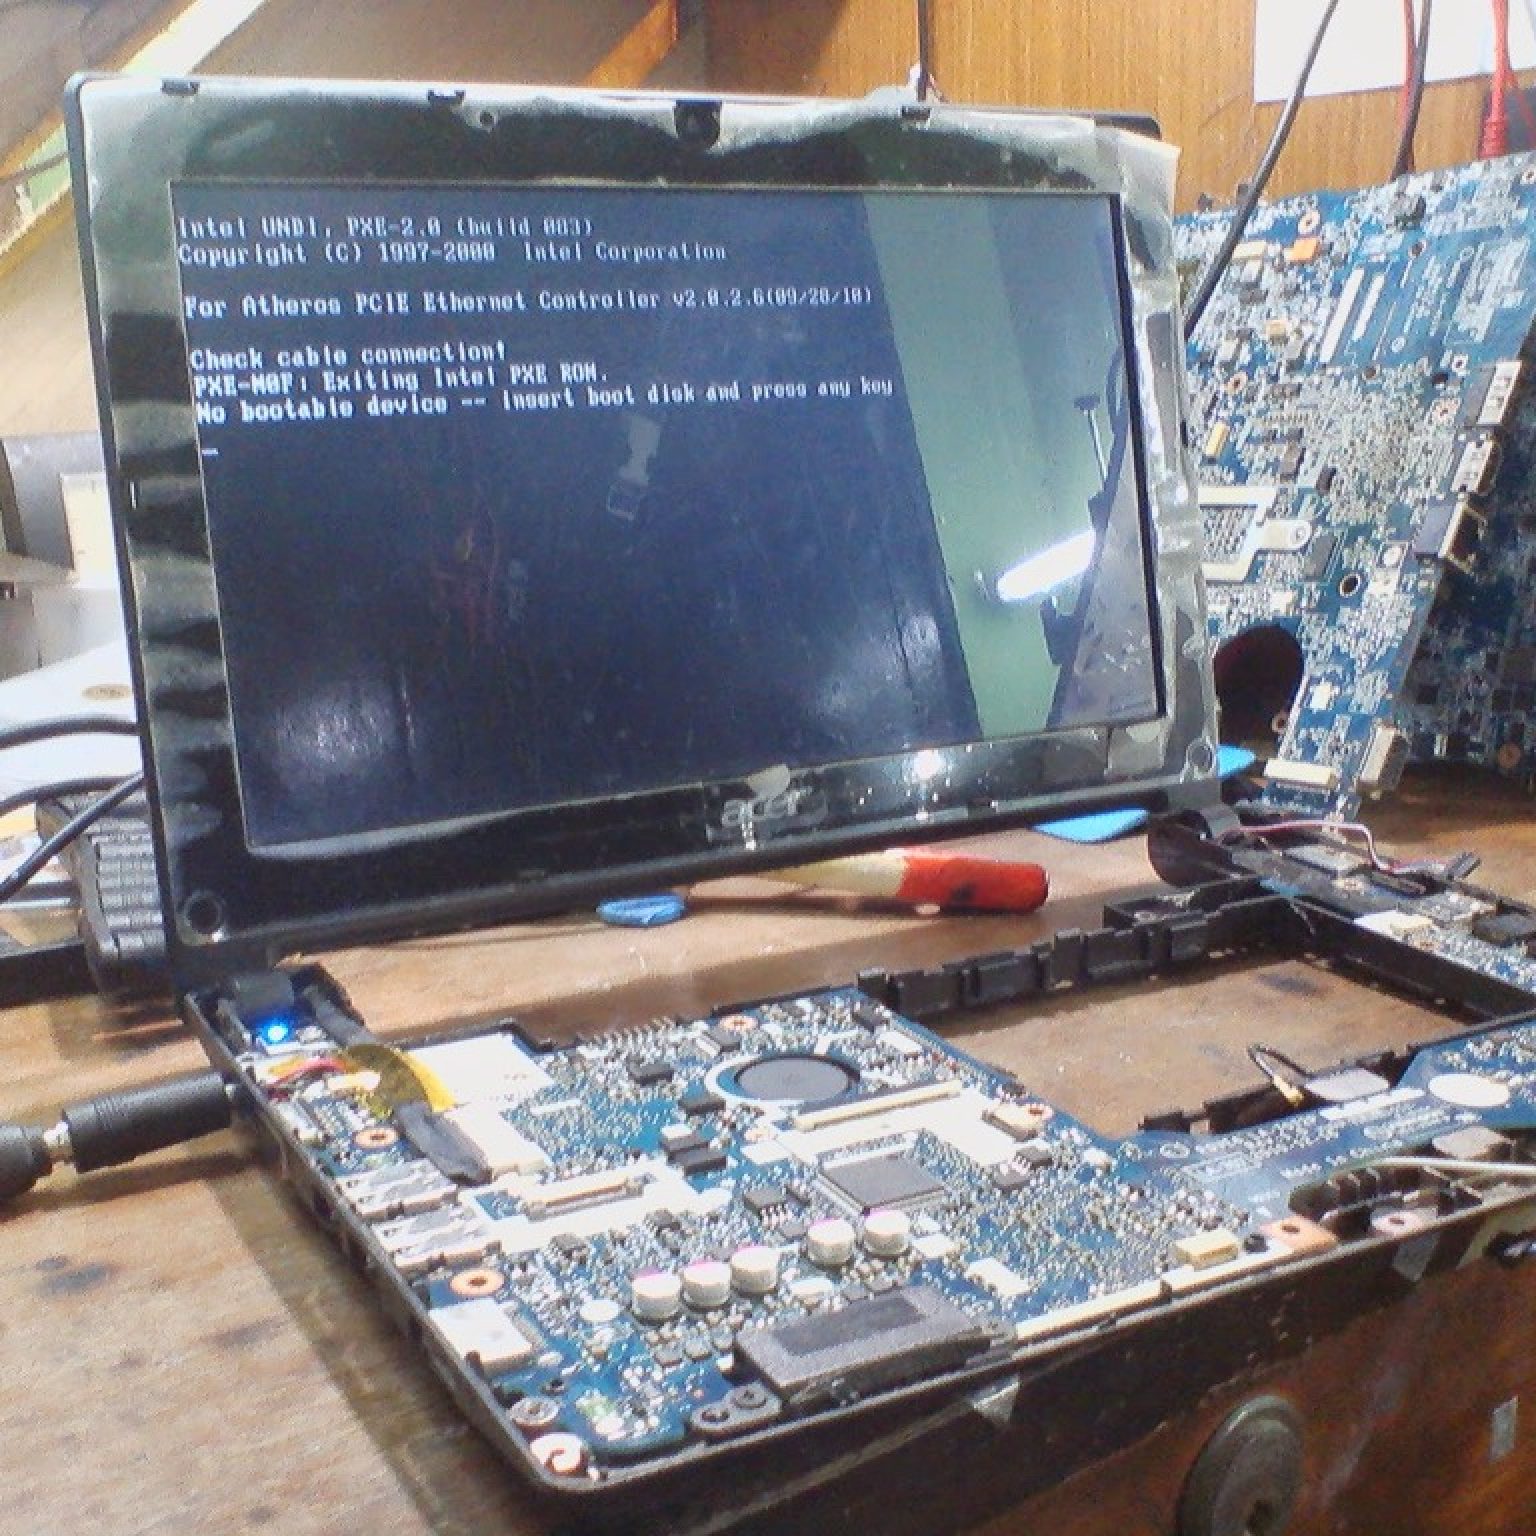 Intel UNDI, PXE-2.0 (build 083)
Copyright (C) 1997-2000 Intel Corporation
For Atheros PCIE Ethernet Controller v2.0.2.6(09/28/10)
Check cable connection!
PXE-M0F: Exiting Intel PXE ROM.
No bootable device -- insert boot disk and press any key
acer